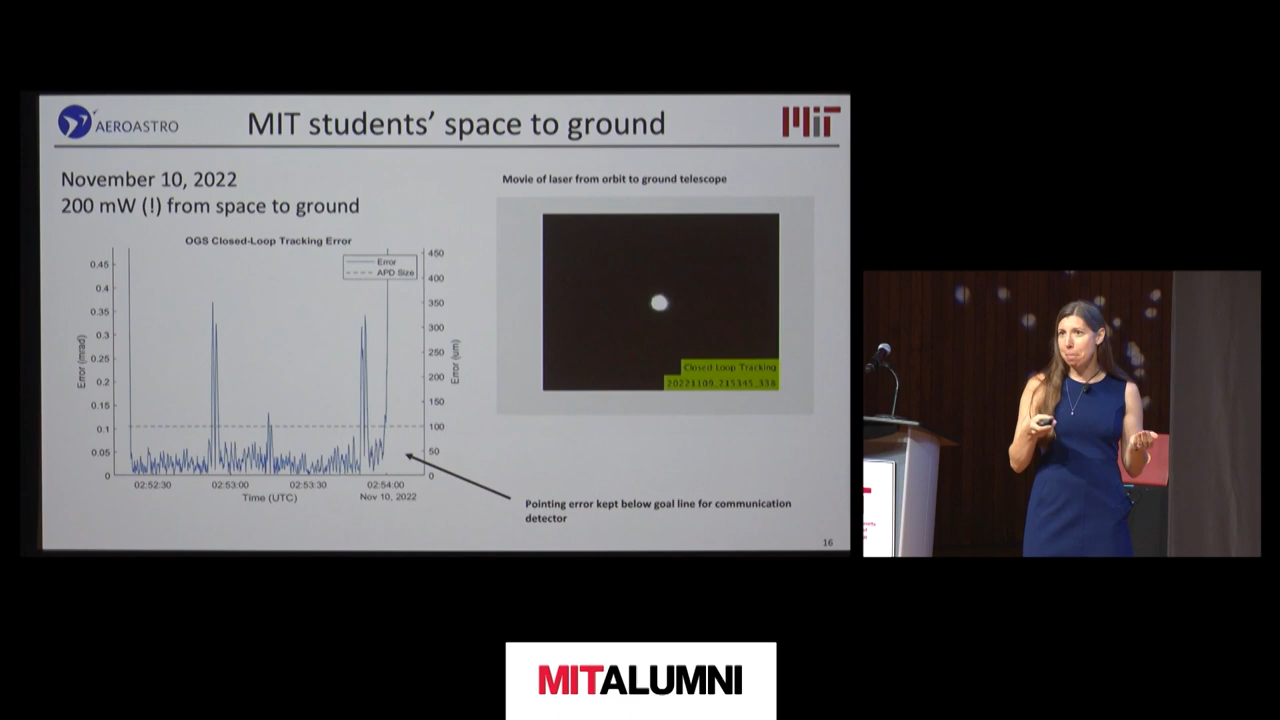 AEROASTRO
MIT students' space to ground
MIT
November 10, 2022
200 mW (!) from space to ground
Movie of laser from orbit to ground telescope
OGS Closed-Loop Tracking Error
Error
APD Size
0.45
0.4
0.35
0.3
0.25
0.2
0.15
0.1
0.05
0
Error (mrad)
450
400
350
300
250
200
150
100
50
0
Error (um)
02:52:30
02:53:00
02:53:30
02:54:00
Time (UTC)
Nov 10, 2022
Closed Loop Tracking
20221109_215345_338
Pointing error kept below goal line for communication
detector
16
MITALUMNI